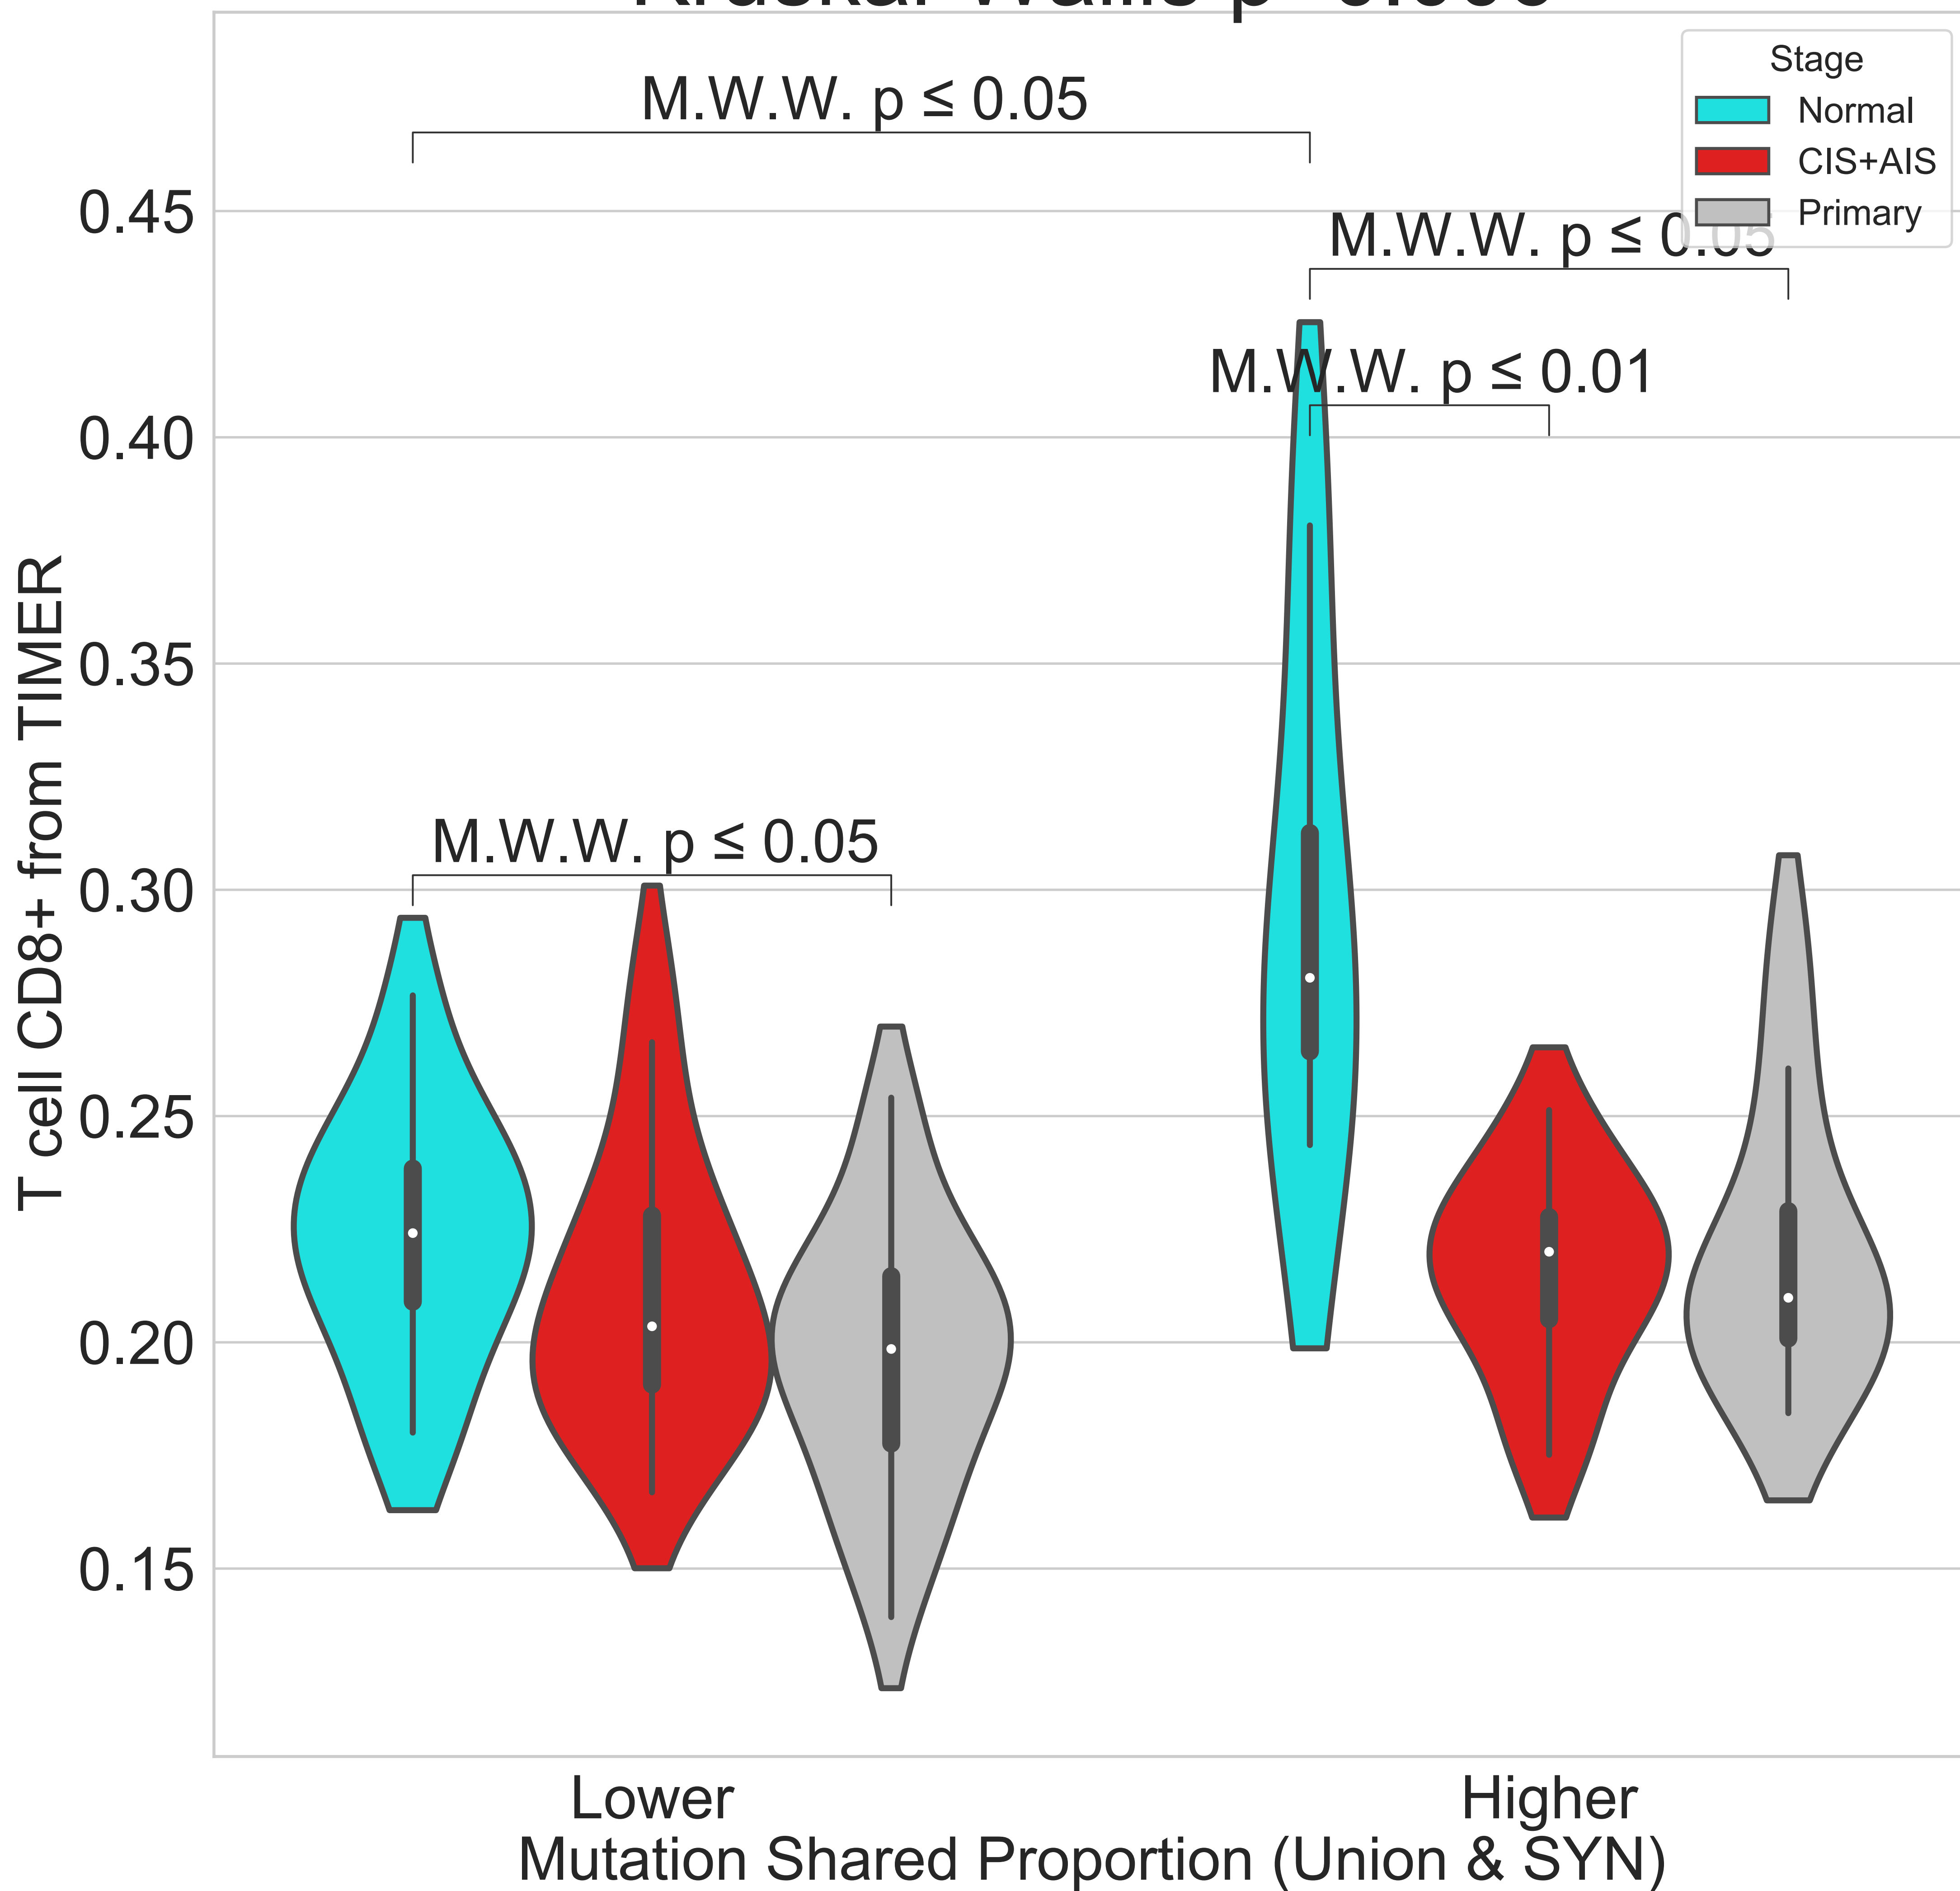 M.W.W. p ≤ 0.05
Stage
Normal
CIS+AIS
Primary
M.W.W. p ≤ 0.05
M.W.W. p ≤ 0.01
M.W.W. p ≤ 0.05
0.45
0.40
0.35
0.30
0.25
0.20
0.15
T cell CD8+ from TIMER
Lower
Higher
Mutation Shared Proportion (Union & SYN)